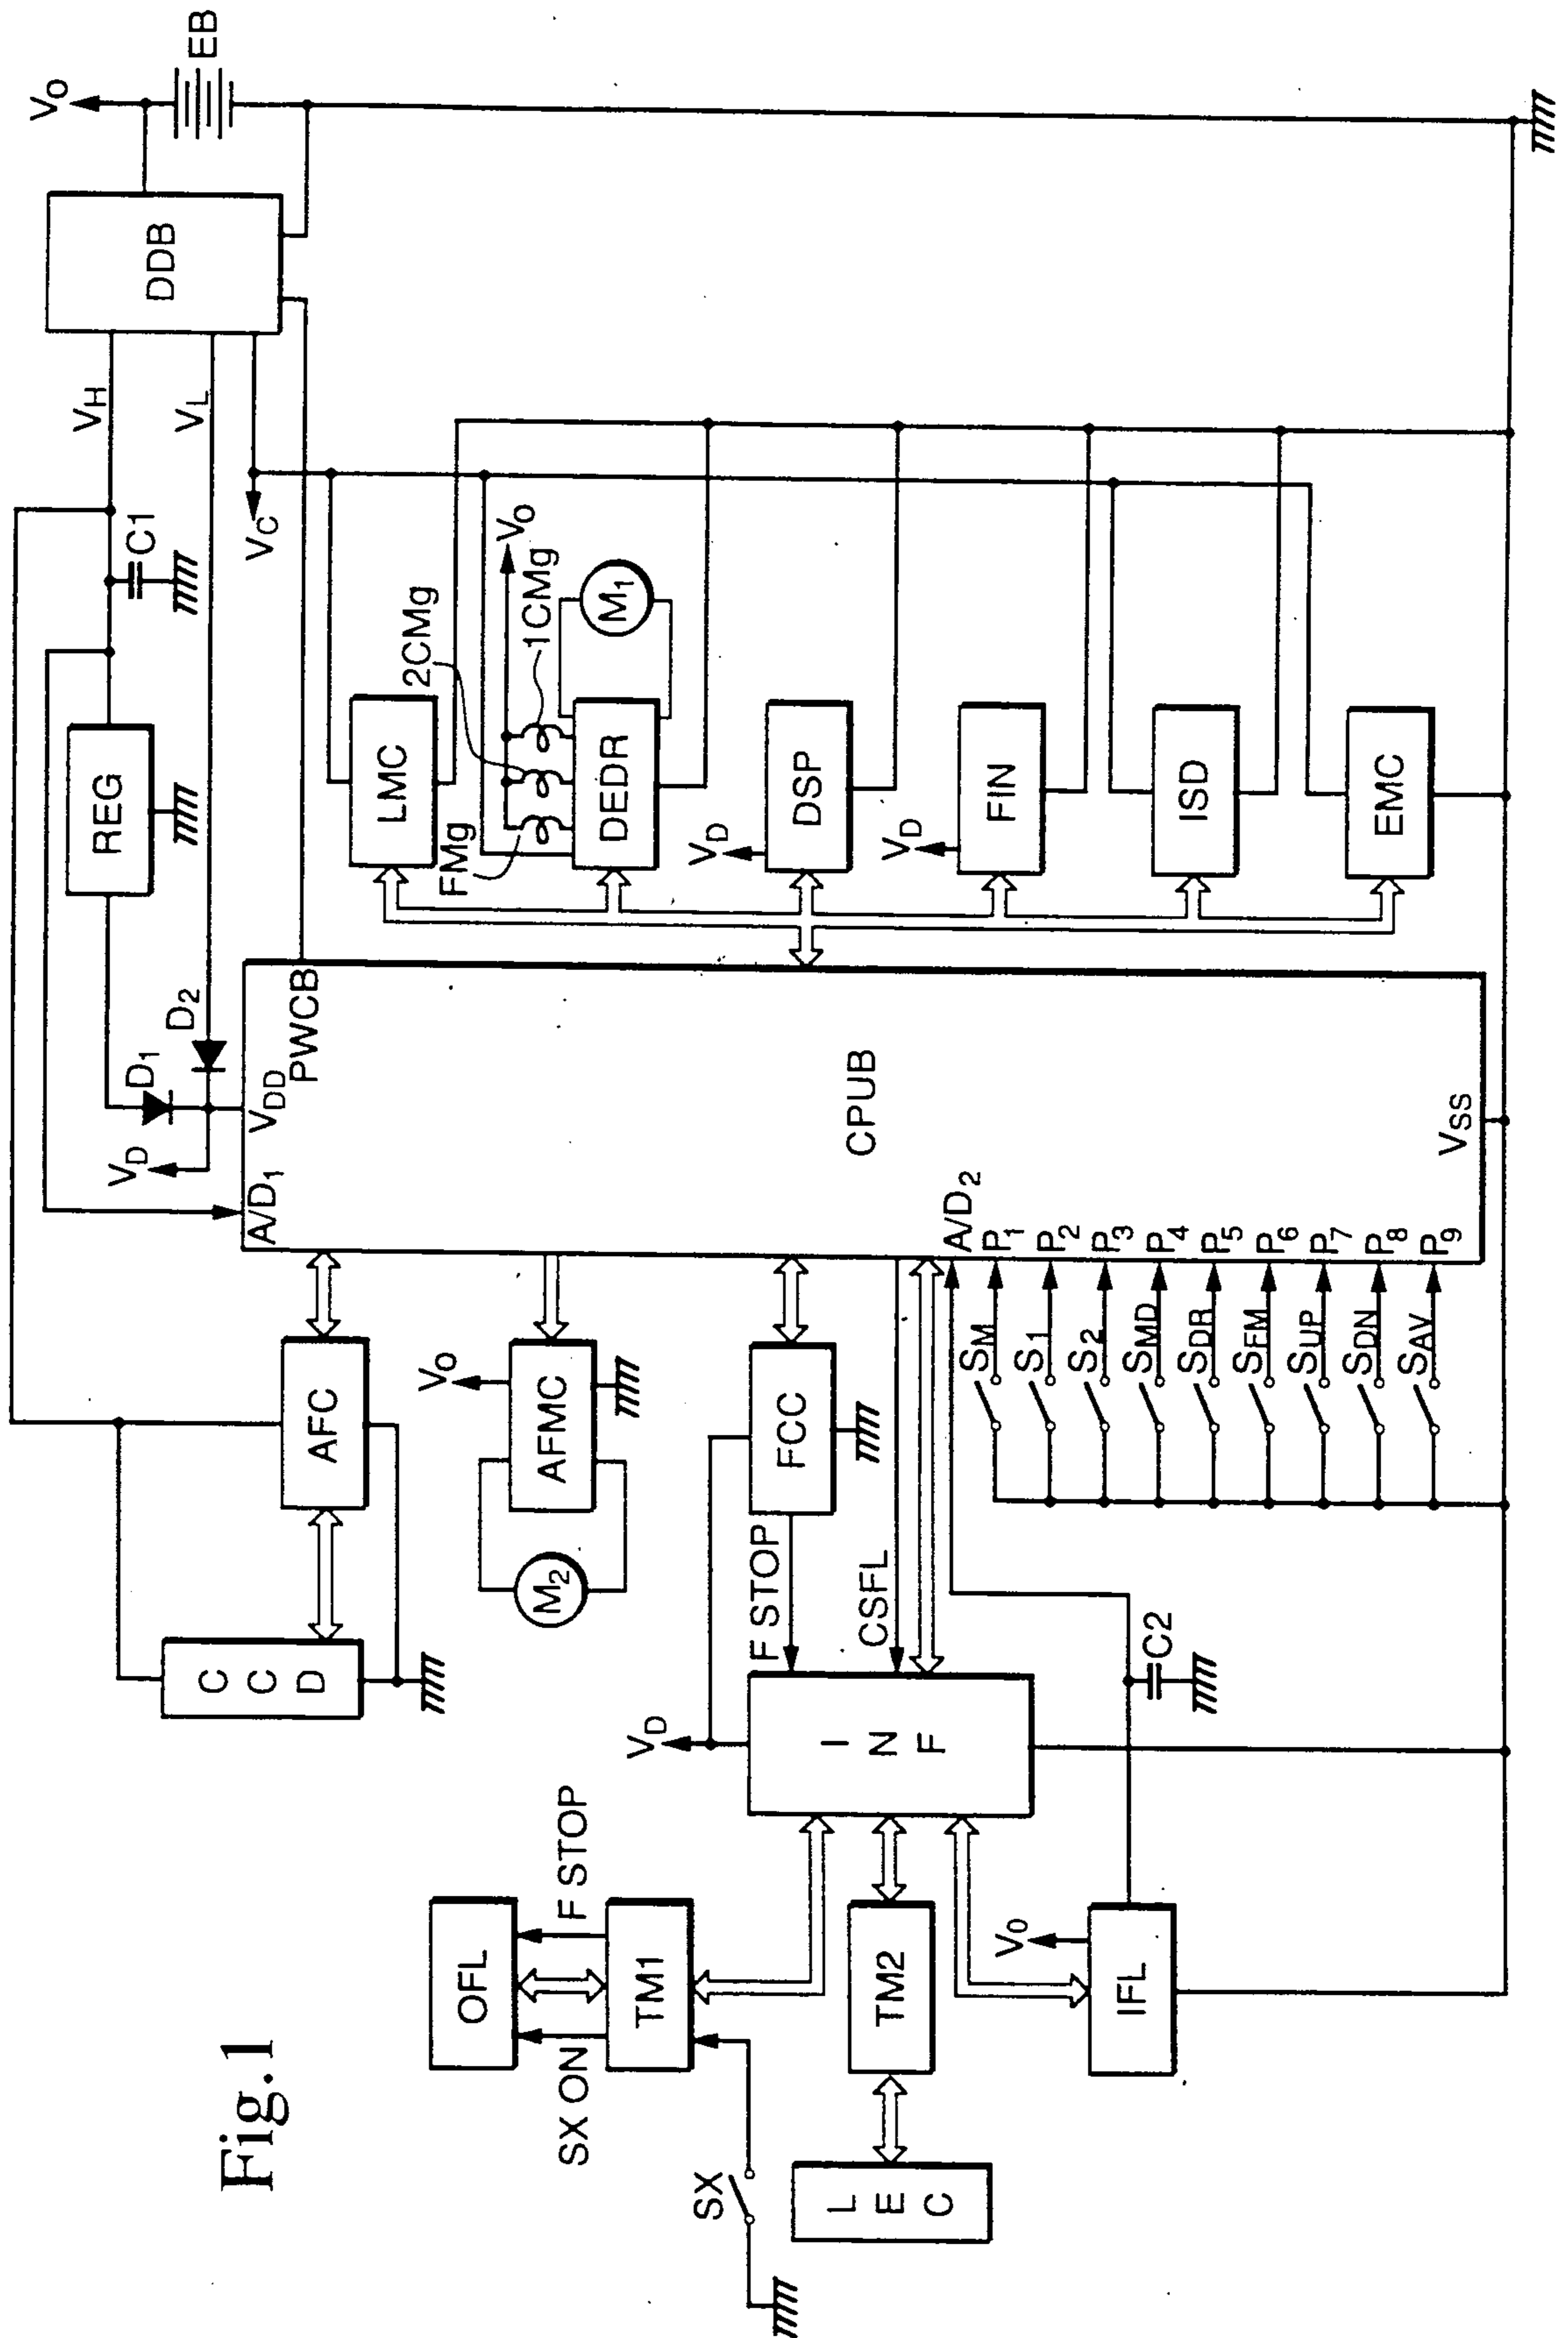 Fig.1
VO
EB
DDB
VH
VL
VC
C1
REG
D1
D2
VD
VDD
PWCB
A/D1
CPUB
A/D2
P1
P2
P3
P4
P5
P6
P7
P8
P9
VSS
LMC
2CMg
1CMg
FMg
VO
M1
DEDR
VD
DSP
VD
FIN
ISD
EMC
AFC
CCD
VO
AFMC
M2
FCC
F STOP
CSFL
SM
S1
S2
SMD
SDR
SFM
SUP
SDN
SAV
C2
VD
INF
OFL
F STOP
SX ON
TM1
SX
TM2
LEC
VO
IFL